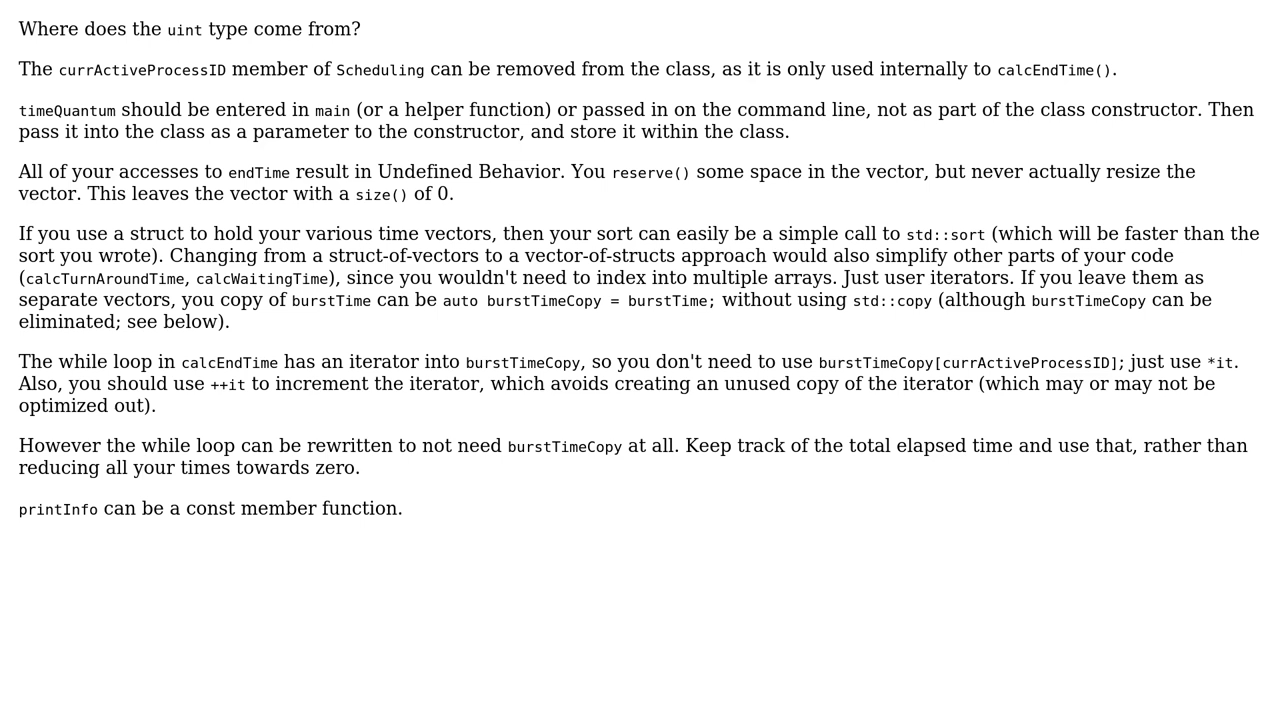 Where does the uint type come from?
The currActiveProcessID member of Scheduling can be removed from the class, as it is only used internally to calcEndTime().
timeQuantum should be entered in main (or a helper function) or passed in on the command line, not as part of the class constructor. Then
pass it into the class as a parameter to the constructor, and store it within the class.
All of your accesses to endTime result in Undefined Behavior. You reserve() some space in the vector, but never actually resize the
vector. This leaves the vector with a size() of 0.
If you use a struct to hold your various time vectors, then your sort can easily be a simple call to std::sort (which will be faster than the
sort you wrote). Changing from a struct-of-vectors to a vector-of-structs approach would also simplify other parts of your code
(calcTurnAroundTime, calcWaitingTime), since you wouldn't need to index into multiple arrays. Just user iterators. If you leave them as
separate vectors, you copy of burstTime can be auto burstTimeCopy = burstTime; without using std::copy (although burstTimeCopy can be
eliminated; see below).
The while loop in calcEndTime has an iterator into burstTimeCopy, so you don't need to use burstTimeCopy[currActiveProcessID]; just use *it.
Also, you should use ++it to increment the iterator, which avoids creating an unused copy of the iterator (which may or may not be
optimized out).
However the while loop can be rewritten to not need burstTimeCopy at all. Keep track of the total elapsed time and use that, rather than
reducing all your times towards zero.
printInfo can be a const member function.